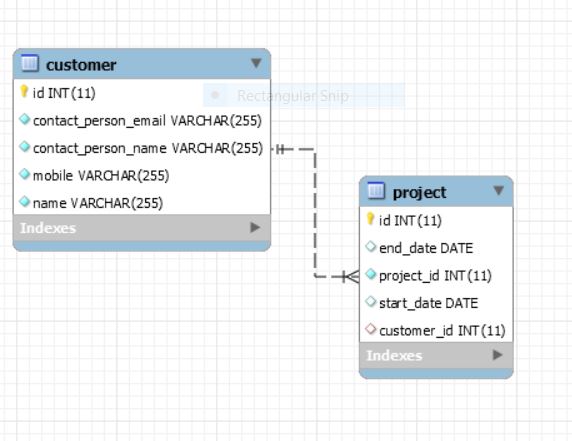 customer
id INT(11)
Rectangular Snip
contact_person_email VARCHAR(255)
contact_person_name VARCHAR(255)
mobile VARCHAR(255)
name VARCHAR(255)
Indexes
project
id INT(11)
end_date DATE
project_id INT(11)
start_date DATE
customer_id INT(11)
Indexes